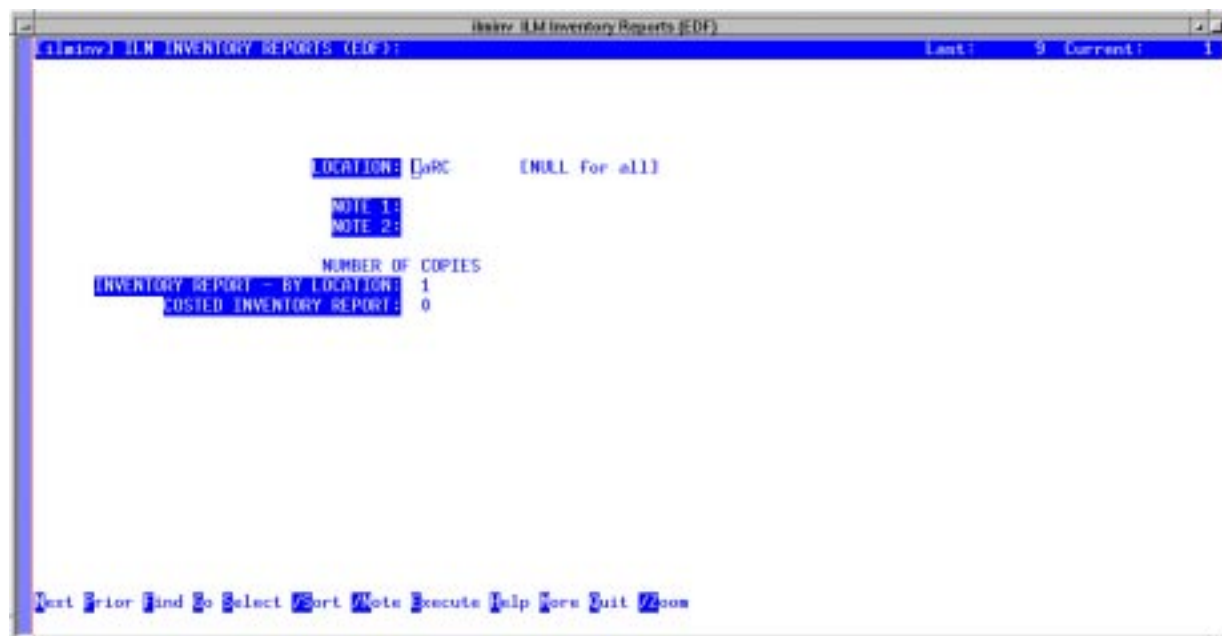 ilminv ILM Inventory Reports (EDF)
[ilminv] ILM INVENTORY REPORTS (EDF): Last: 9 Current: 1
LOCATION: LaRC [NULL for all]
NOTE 1:
NOTE 2:
NUMBER OF COPIES
INVENTORY REPORT - BY LOCATION: 1
COSTED INVENTORY REPORT: 0
Next Prior Find Go Select /Sort /Note Execute Help More Quit /Zoom